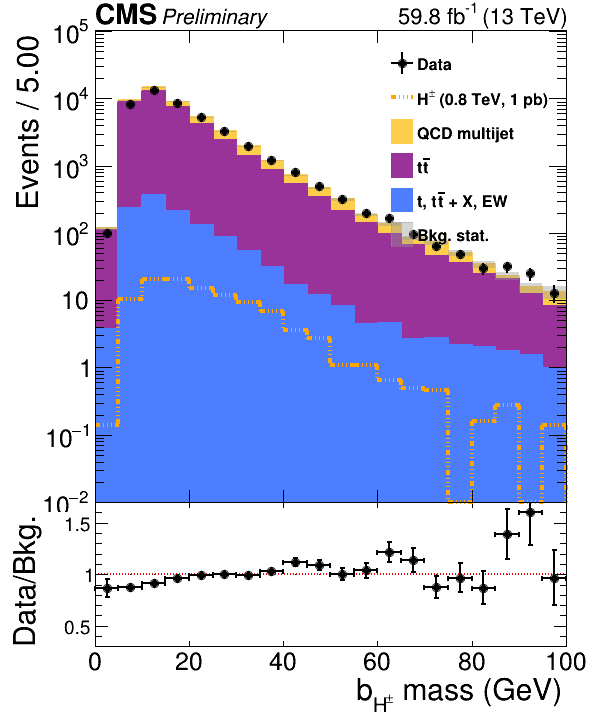 CMS Preliminary 59.8 fb⁻¹ (13 TeV)
Events / 5.00
10⁵
10⁴
10³
10²
10
1
10⁻¹
10⁻²
Data
H± (0.8 TeV, 1 pb)
QCD multijet
tt̄
t, tt̄ + X, EW
Bkg. stat.
Data/Bkg.
1.5
1
0.5
0 20 40 60 80 100
b_H± mass (GeV)